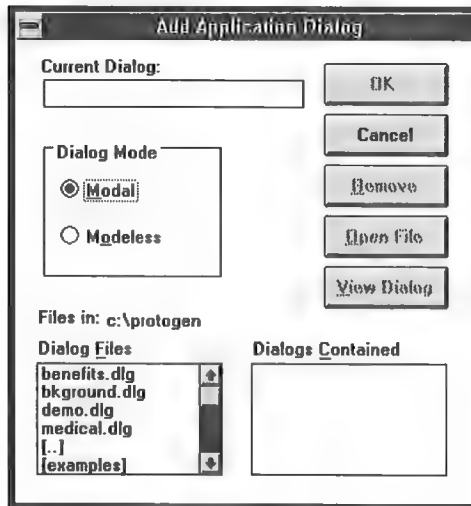 Add Application Dialog
Current Dialog:
OK
Cancel
Dialog Mode
Modal
Modeless
Remove
Open File
View Dialog
Files in: c:\protogen
Dialog Files
Dialogs Contained
benefits.dlg
bkground.dlg
demo.dlg
medical.dlg
[..]
[examples]